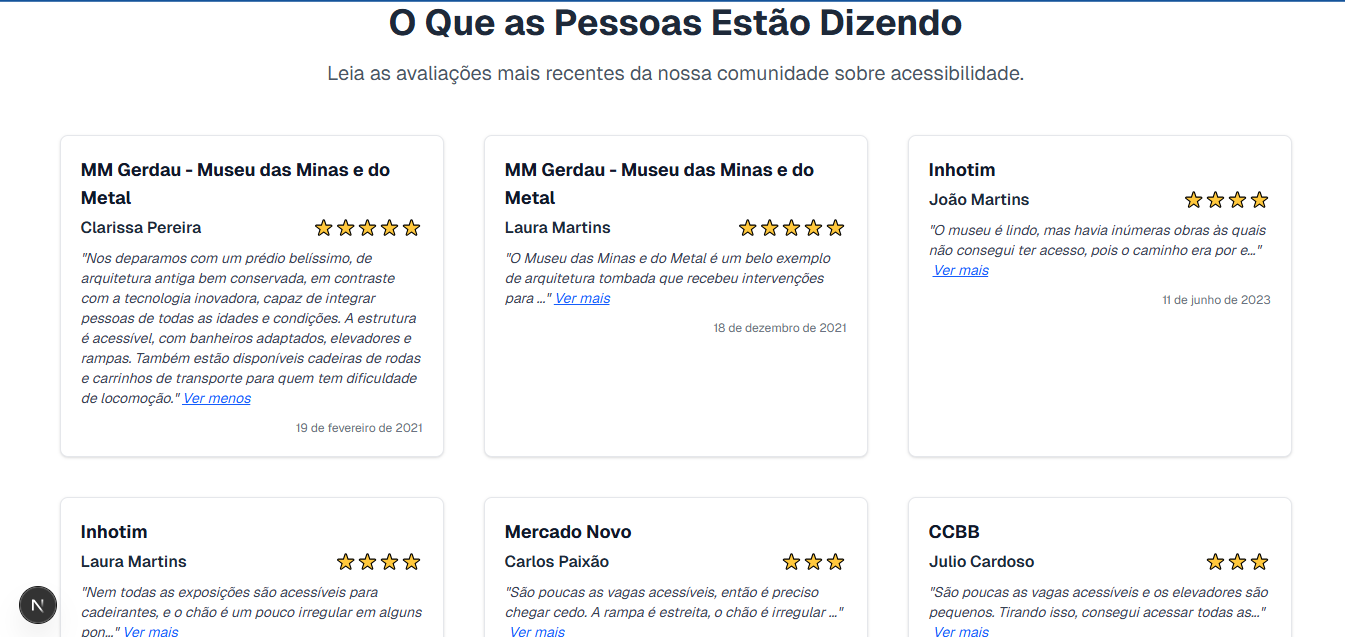 O Que as Pessoas Estão Dizendo
Leia as avaliações mais recentes da nossa comunidade sobre acessibilidade.
MM Gerdau - Museu das Minas e do
Metal
Clarissa Pereira
"Nos deparamos com um prédio belíssimo, de
arquitetura antiga bem conservada, em contraste
com a tecnologia inovadora, capaz de integrar
pessoas de todas as idades e condições. A estrutura
é acessível, com banheiros adaptados, elevadores e
rampas. Também estão disponíveis cadeiras de rodas
e carrinhos de transporte para quem tem dificuldade
de locomoção." Ver menos
19 de fevereiro de 2021
MM Gerdau - Museu das Minas e do
Metal
Laura Martins
"O Museu das Minas e do Metal é um belo exemplo
de arquitetura tombada que recebeu intervenções
para ..." Ver mais
18 de dezembro de 2021
Inhotim
João Martins
"O museu é lindo, mas havia inúmeras obras às quais
não consegui ter acesso, pois o caminho era por e..."
Ver mais
11 de junho de 2023
Inhotim
Laura Martins
"Nem todas as exposições são acessíveis para
cadeirantes, e o chão é um pouco irregular em alguns
pon..." Ver mais
Mercado Novo
Carlos Paixão
"São poucas as vagas acessíveis, então é preciso
chegar cedo. A rampa é estreita, o chão é irregular ..."
Ver mais
CCBB
Julio Cardoso
"São poucas as vagas acessíveis e os elevadores são
pequenos. Tirando isso, consegui acessar todas as..."
Ver mais
N